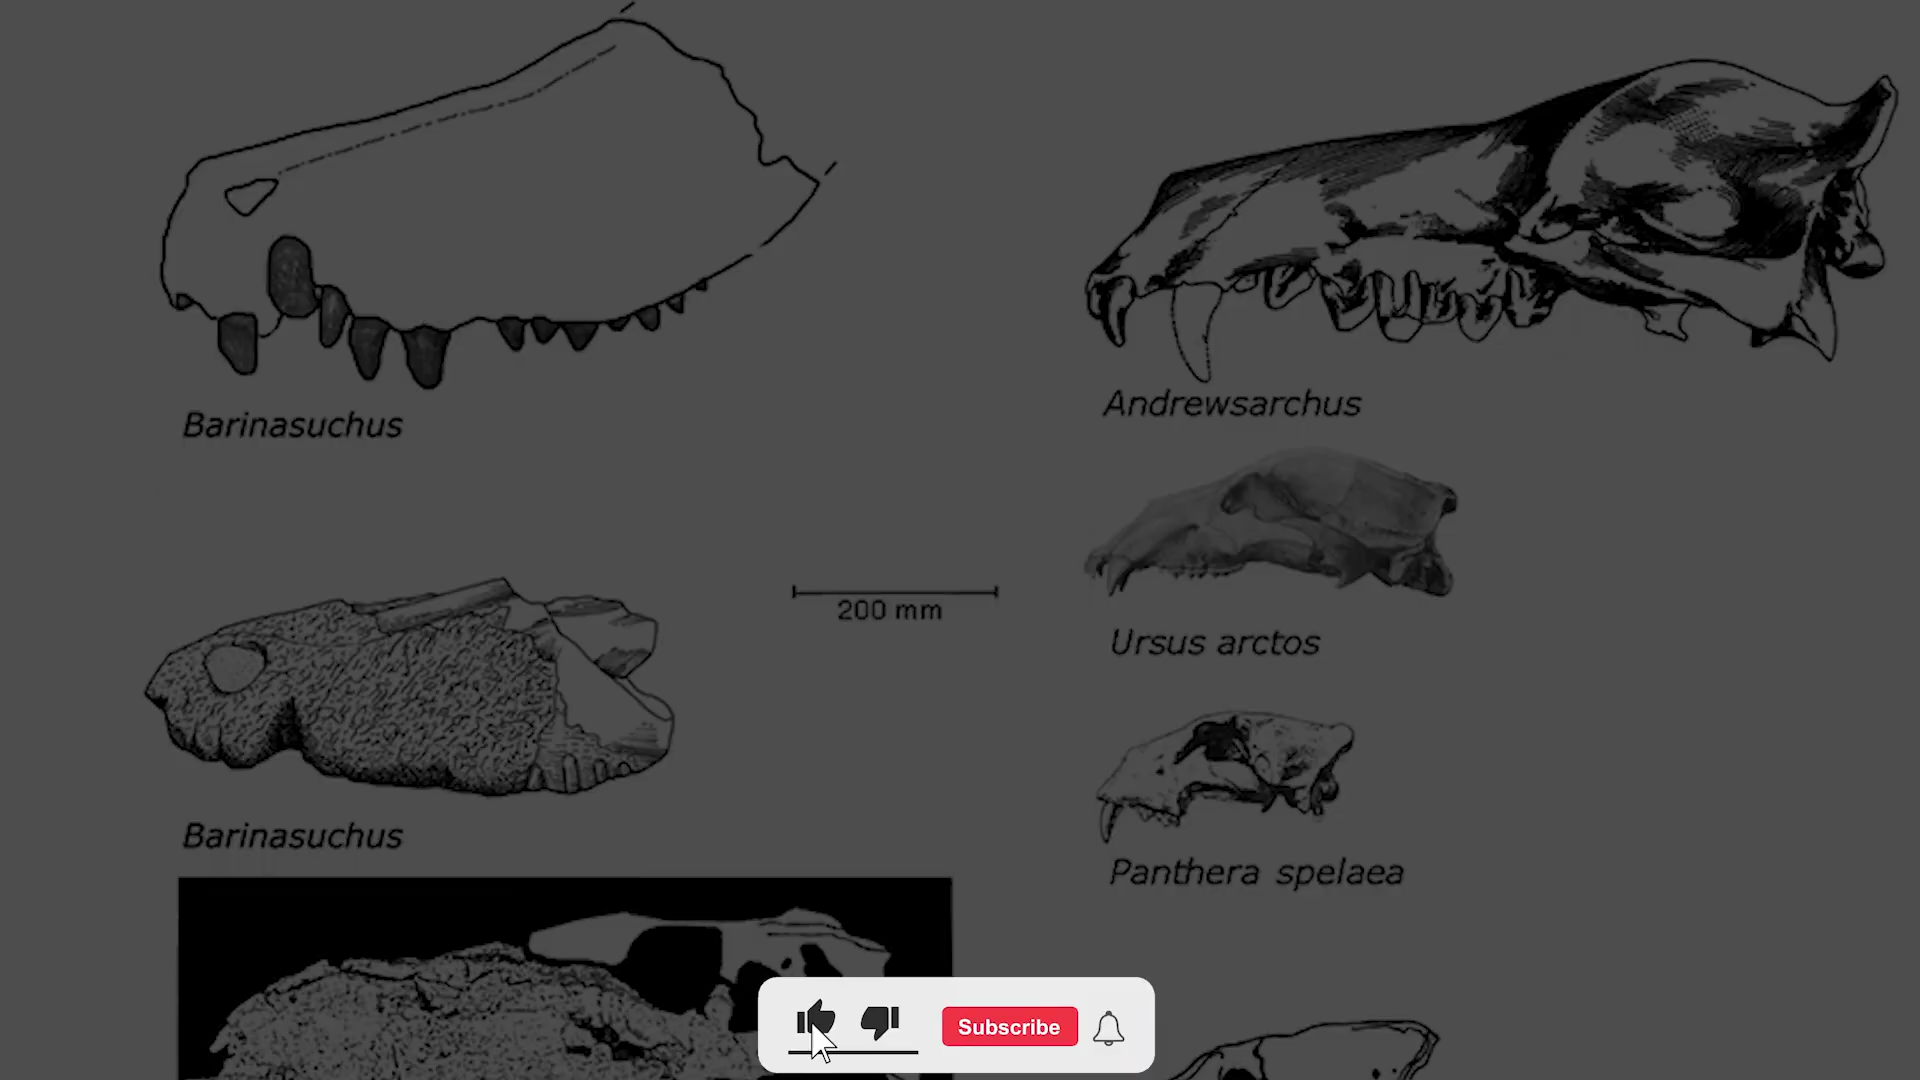 Barinasuchus
Andrewsarchus
200 mm
Ursus arctos
Barinasuchus
Panthera spelaea
Subscribe